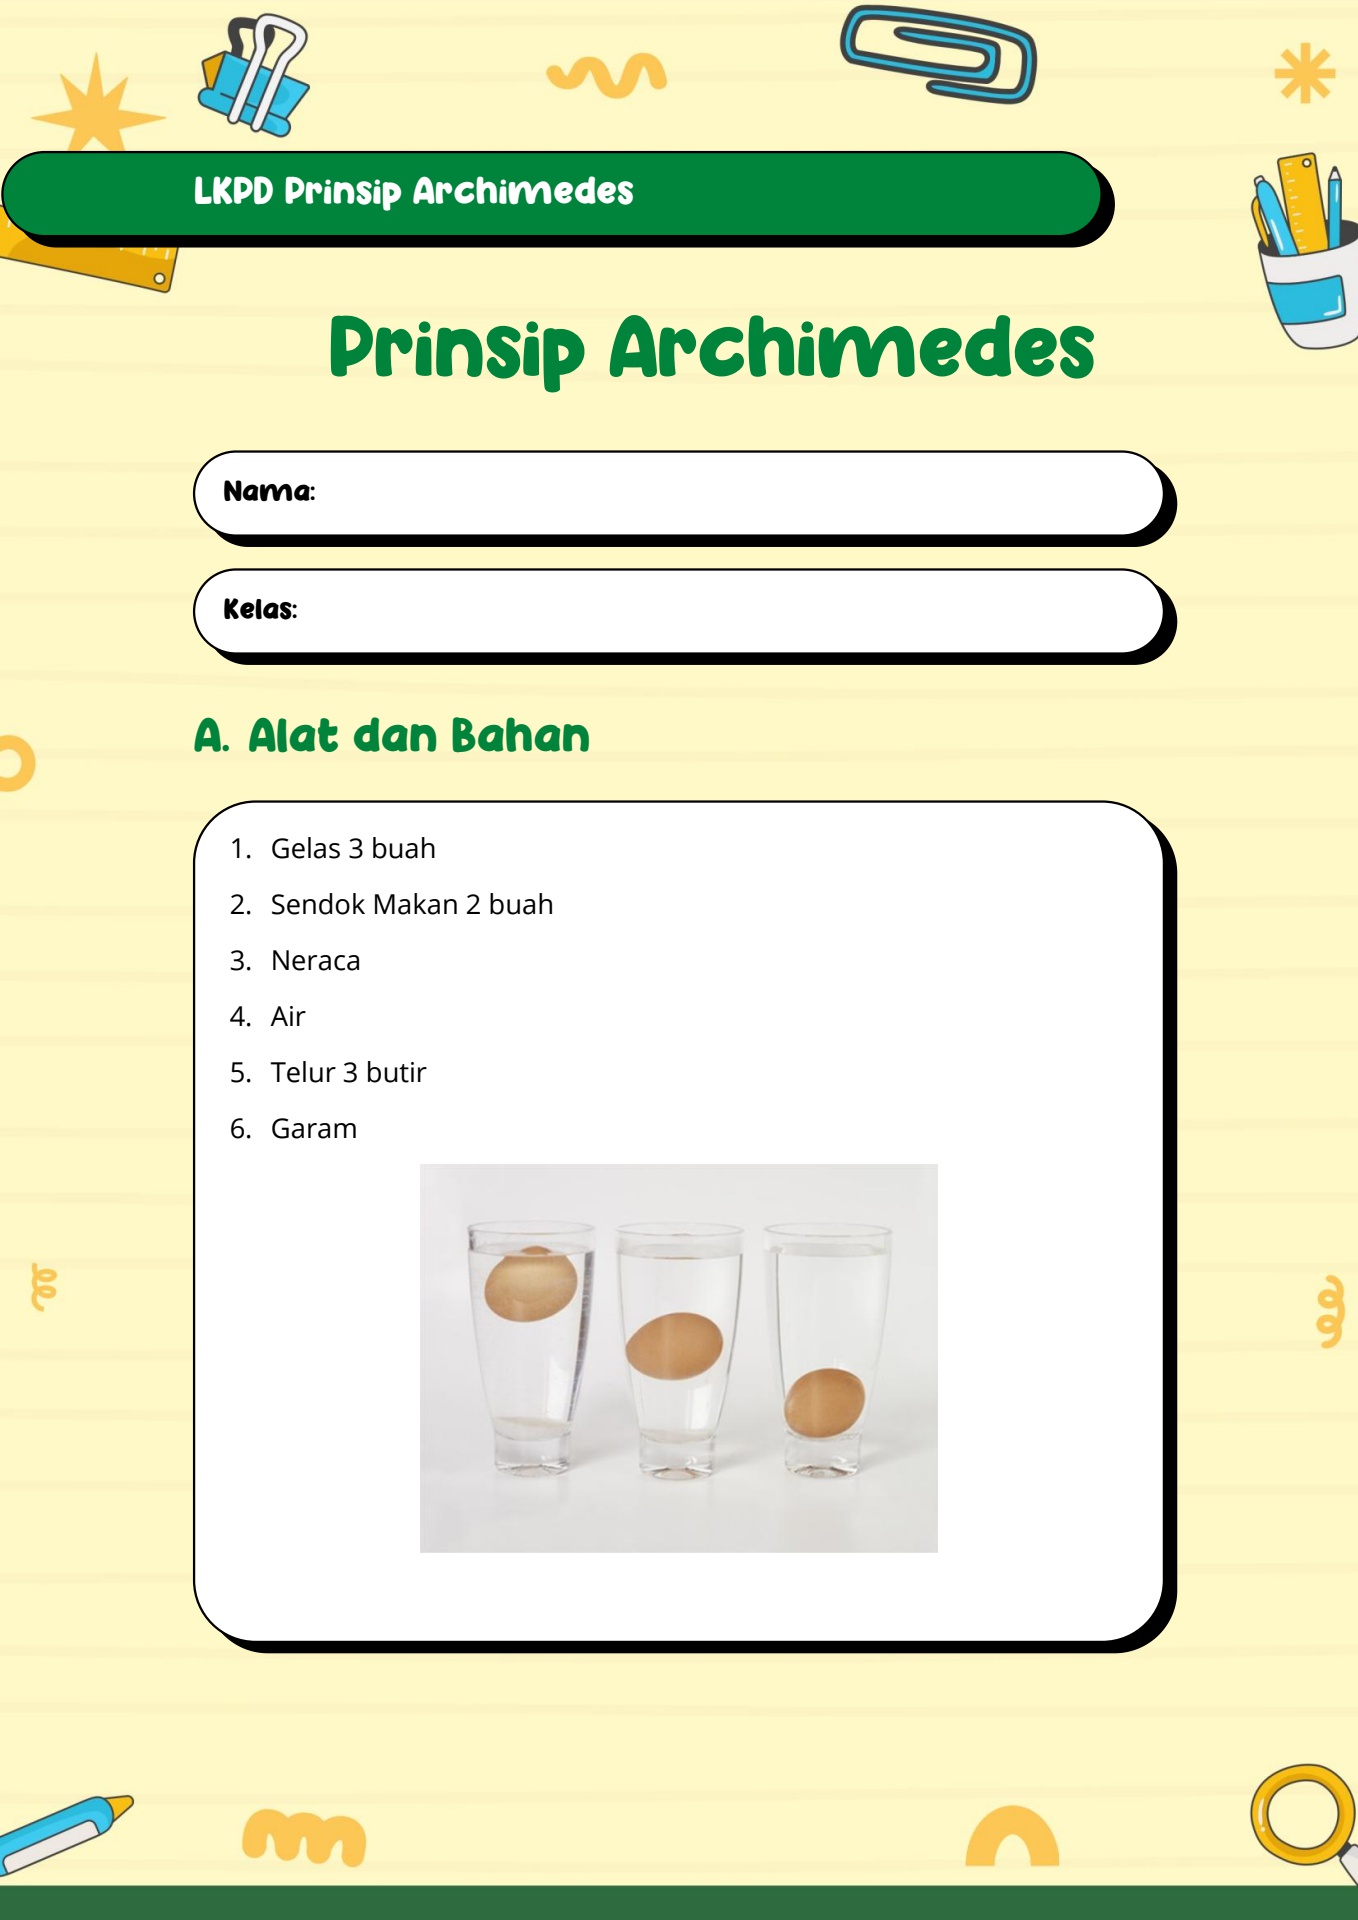 LKPD Prinsip Archimedes
Prinsip Archimedes
Nama:
Kelas:
A. Alat dan Bahan
1. Gelas 3 buah
2. Sendok Makan 2 buah
3. Neraca
4. Air
5. Telur 3 butir
6. Garam